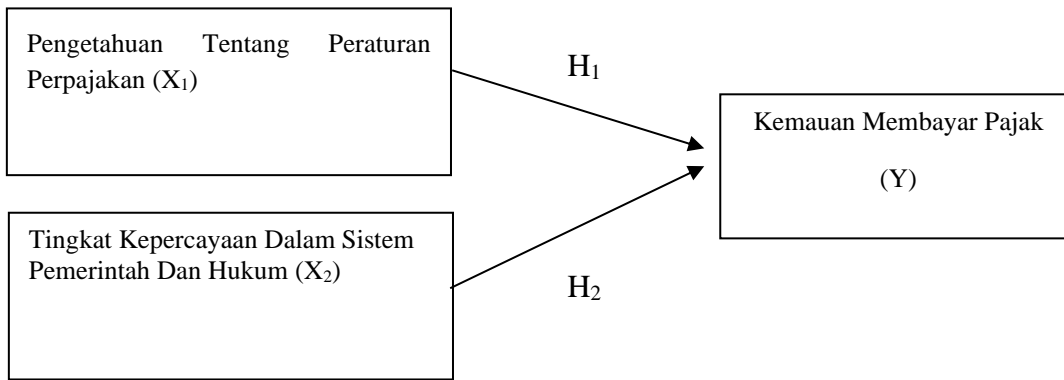 Pengetahuan Tentang Peraturan
Perpajakan (X₁)
H₁
Kemauan Membayar Pajak
(Y)
Tingkat Kepercayaan Dalam Sistem
Pemerintah Dan Hukum (X₂)
H₂